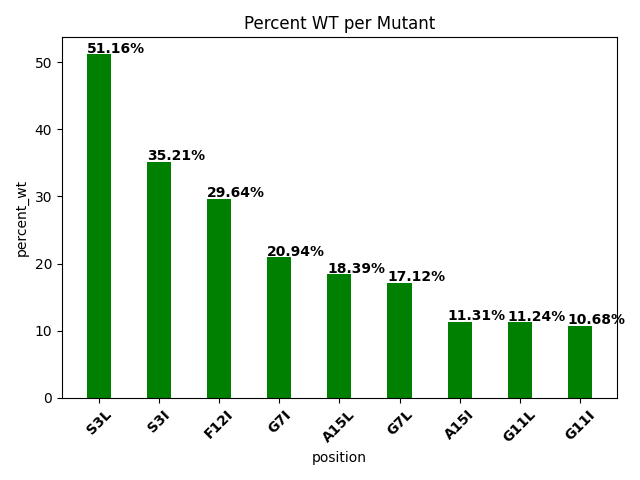 Percent WT per Mutant
percent_wt
50
40
30
20
10
0
51.16%
35.21%
29.64%
20.94%
18.39%
17.12%
11.31%
11.24%
10.68%
S3L
S3I
F12I
G7I
A15L
G7L
A15I
G11L
G11I
position